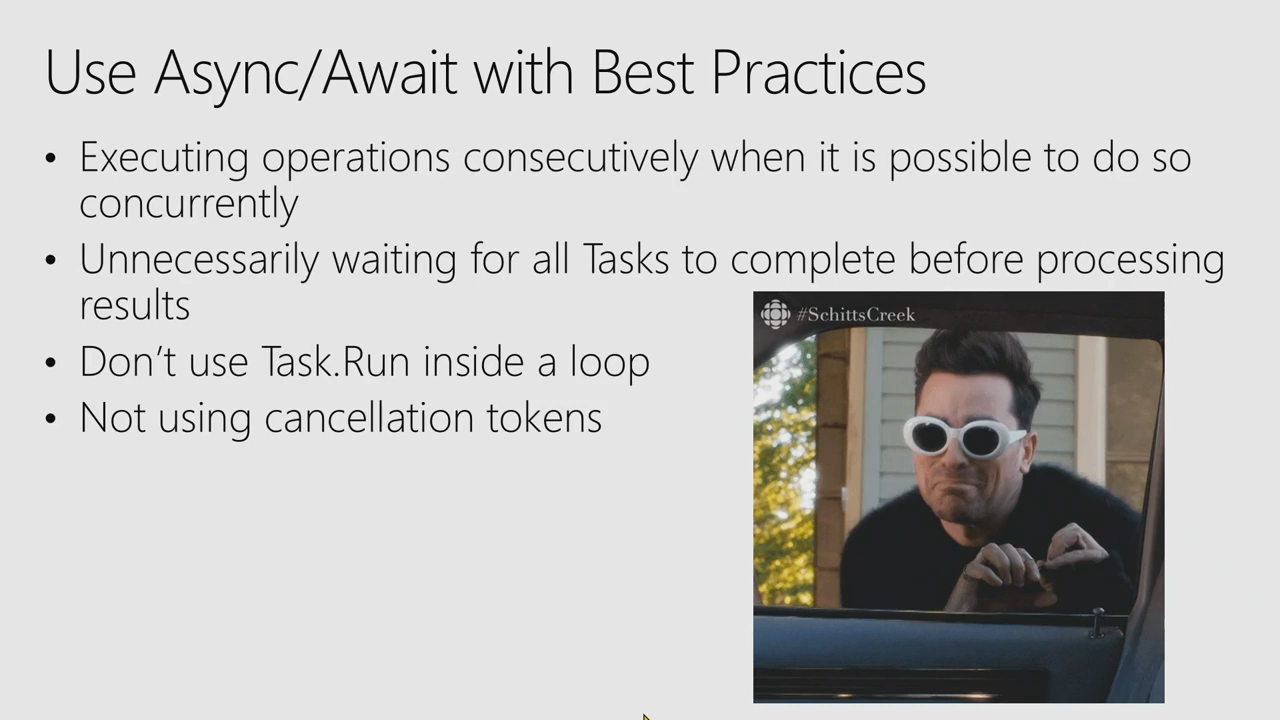 Use Async/Await with Best Practices
• Executing operations consecutively when it is possible to do so
concurrently
• Unnecessarily waiting for all Tasks to complete before processing
results
#SchittsCreek
• Don’t use Task.Run inside a loop
• Not using cancellation tokens